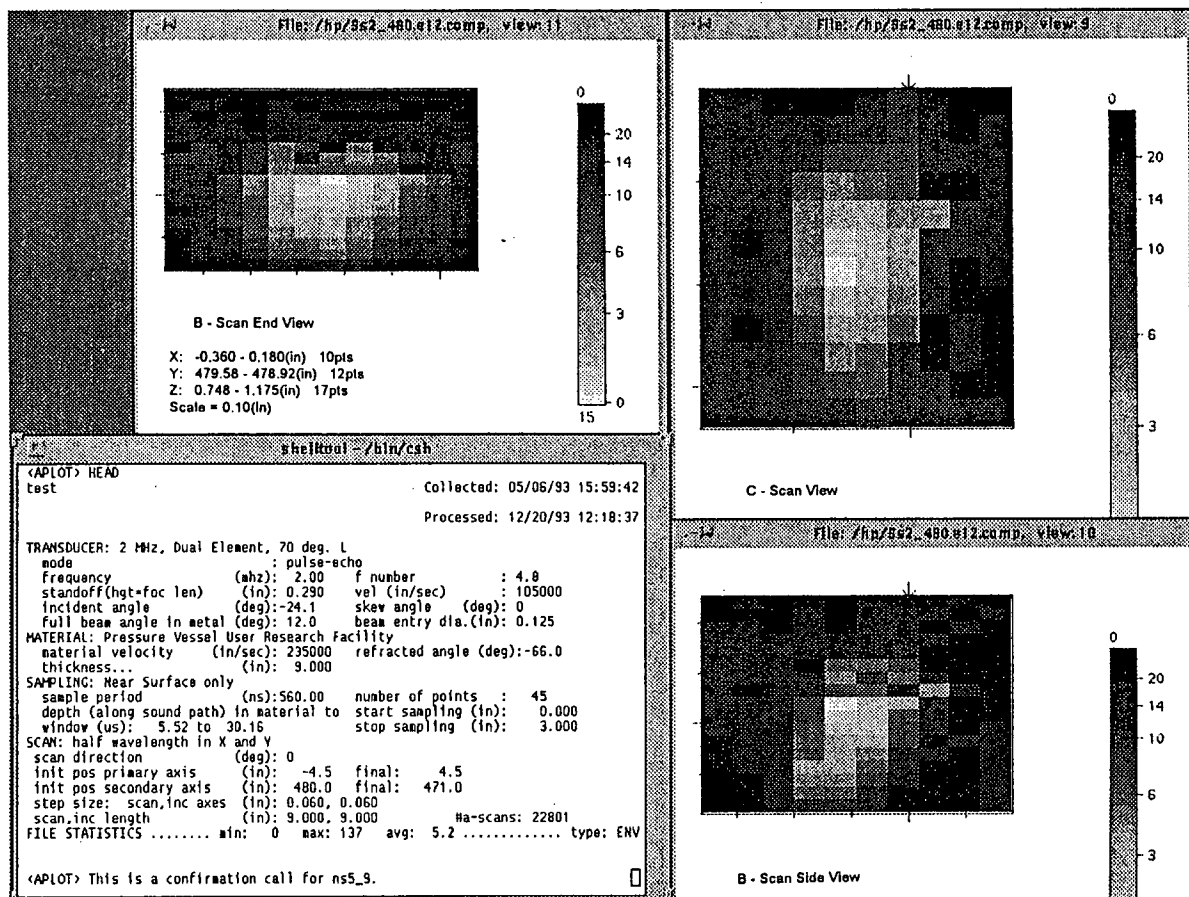 File: /hp/5s2_480.e12.comp, view:11
0
20
14
10
6
3
0
15
B - Scan End View
X: -0.360 - 0.180(in) 10pts
Y: 479.58 - 478.92(in) 12pts
Z: 0.748 - 1.175(in) 17pts
Scale = 0.10(in)
File: /hp/5s2_480.e12.comp, view:9
0
20
14
10
6
3
C - Scan View
shelltool - /bin/csh
<APLOT> HEAD
test Collected: 05/06/93 15:59:42
Processed: 12/20/93 12:18:37
TRANSDUCER: 2 MHz, Dual Element, 70 deg. L
mode : pulse-echo
frequency (mhz): 2.00 f number : 4.8
standoff(hgt=foc len) (in): 0.290 vel (in/sec) : 105000
incident angle (deg):-24.1 skew angle (deg): 0
full beam angle in metal (deg): 12.0 beam entry dia.(in): 0.125
MATERIAL: Pressure Vessel User Research Facility
material velocity (in/sec): 235000 refracted angle (deg):-66.0
thickness... (in): 9.000
SAMPLING: Near Surface only
sample period (ns):560.00 number of points : 45
depth (along sound path) in material to start sampling (in): 0.000
window (us): 5.52 to 30.16 stop sampling (in): 3.000
SCAN: half wavelength in X and Y
scan direction (deg): 0
init pos primary axis (in): -4.5 final: 4.5
init pos secondary axis (in): 480.0 final: 471.0
step size: scan,inc axes (in): 0.060, 0.060
scan,inc length (in): 9.000, 9.000 #a-scans: 22801
FILE STATISTICS ........ min: 0 max: 137 avg: 5.2 ............. type: ENV
<APLOT> This is a confirmation call for ns5_9.
File: /hp/5s2_480.e12.comp, view:10
0
20
14
10
6
3
B - Scan Side View